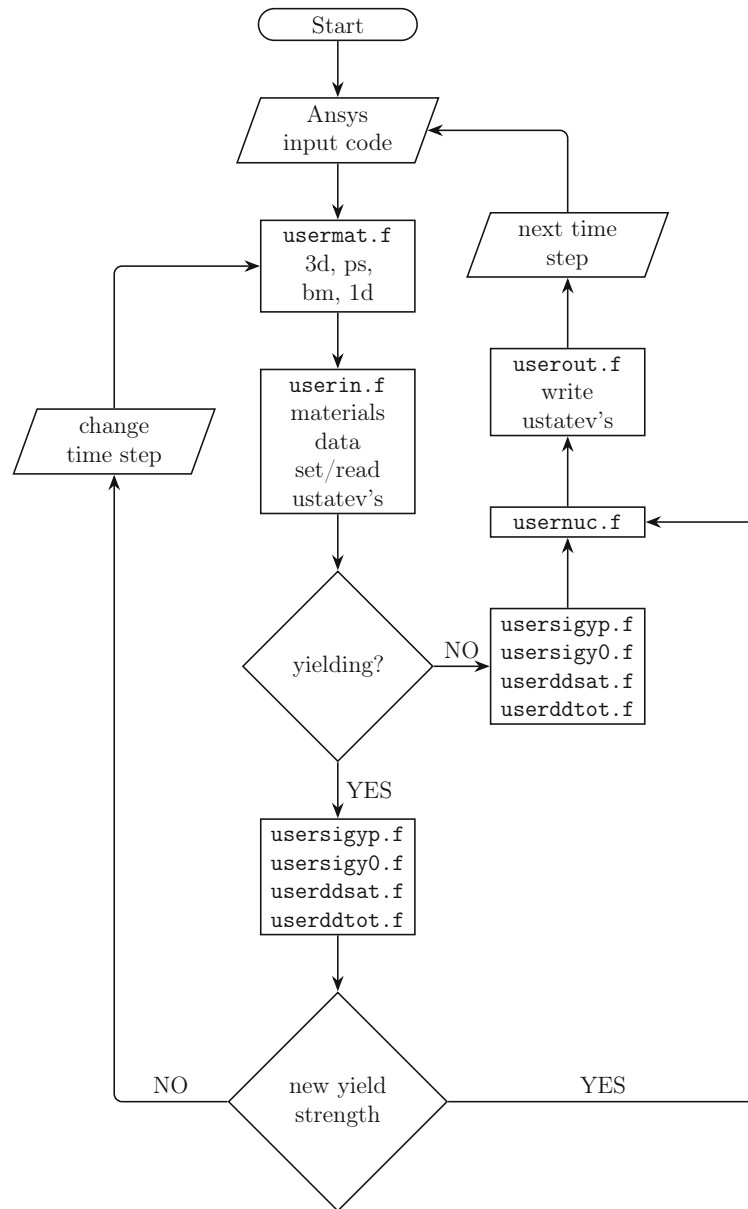 Start
Ansys
input code
usermat.f
3d, ps,
bm, 1d
next time
step
userin.f
materials
data
set/read
ustatev's
userout.f
write
ustatev's
change
time step
usernuc.f
yielding?
NO
usersigyp.f
usersigy0.f
userddsat.f
userddtot.f
YES
usersigyp.f
usersigy0.f
userddsat.f
userddtot.f
NO
new yield
strength
YES